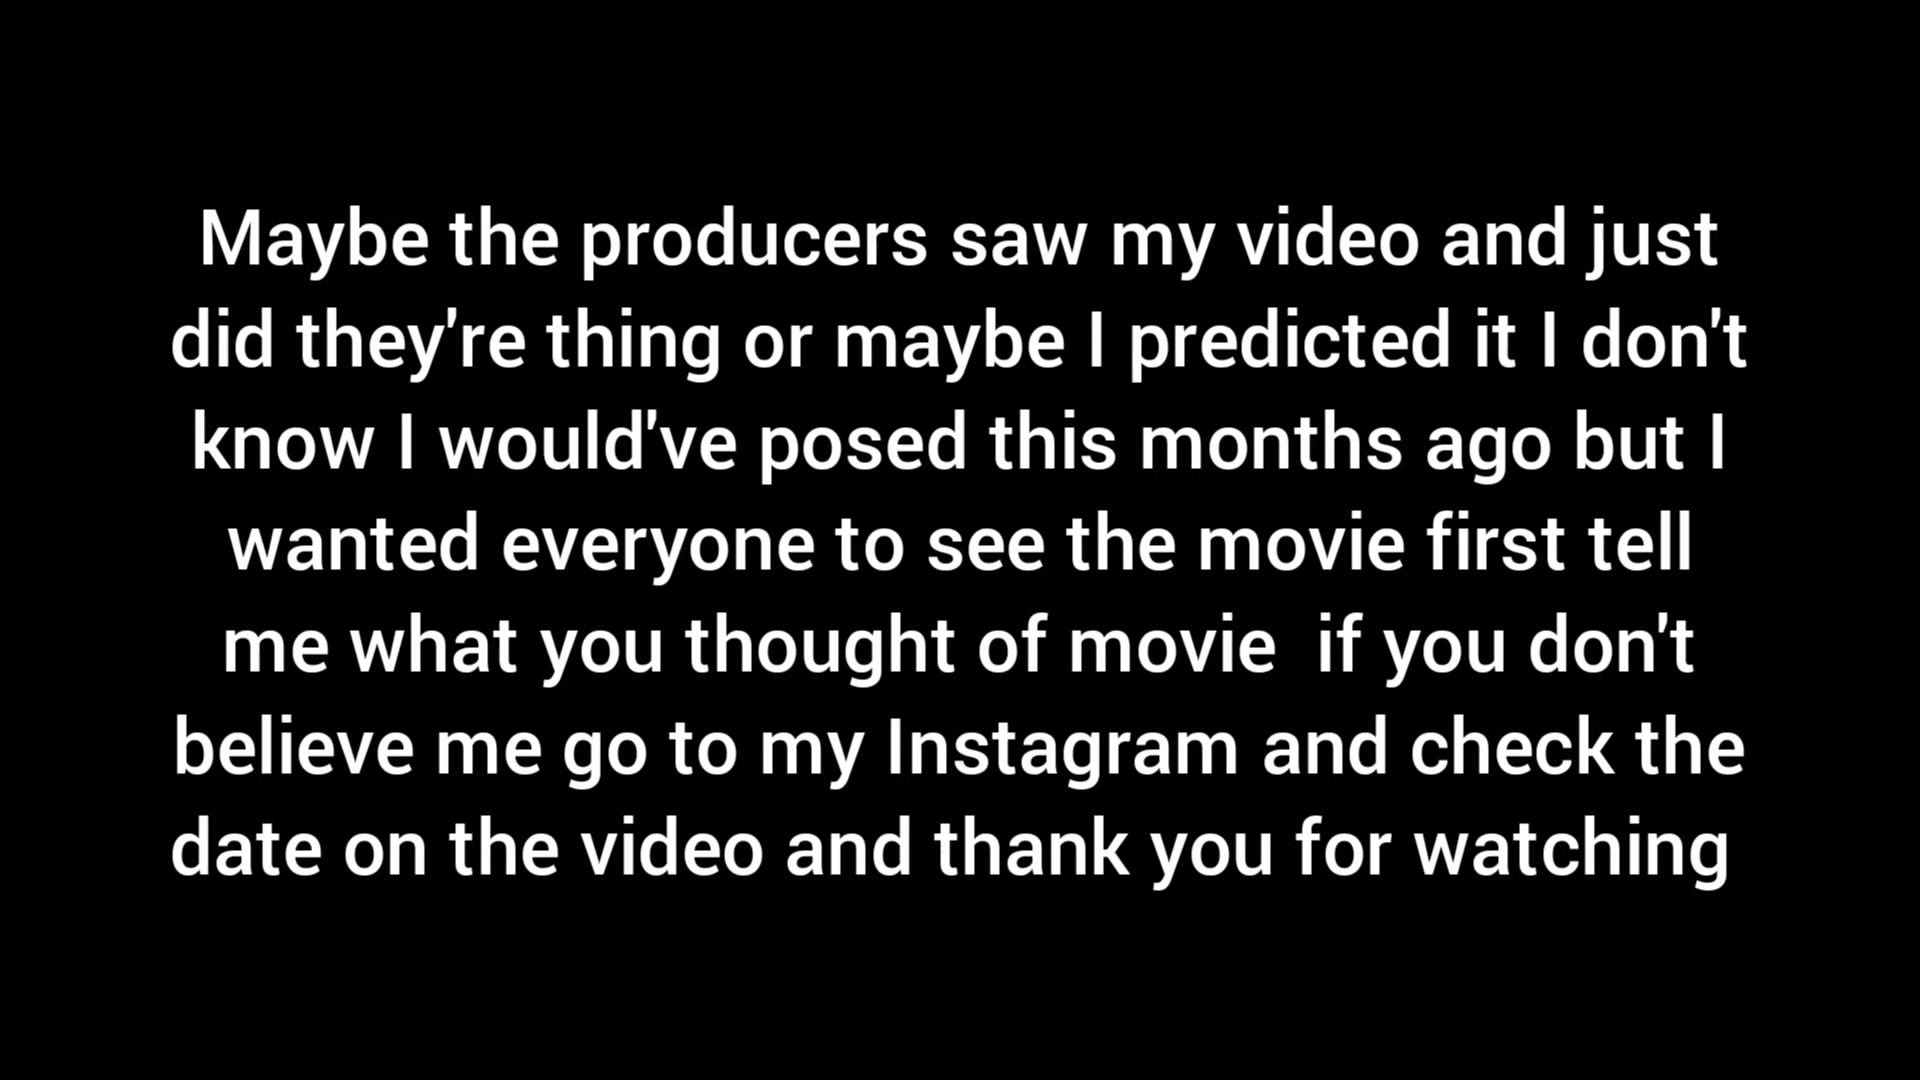 Maybe the producers saw my video and just
did they're thing or maybe I predicted it I don't
know I would've posed this months ago but I
wanted everyone to see the movie first tell
me what you thought of movie  if you don't
believe me go to my Instagram and check the
date on the video and thank you for watching